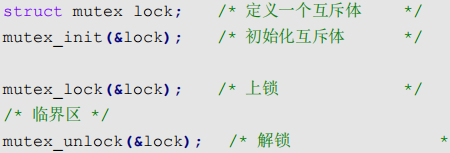 struct mutex lock;    /* 定义一个互斥体    */
mutex_init(&lock);    /* 初始化互斥体      */
mutex_lock(&lock);    /* 上锁              */
/* 临界区 */
mutex_unlock(&lock);   /* 解锁                  *